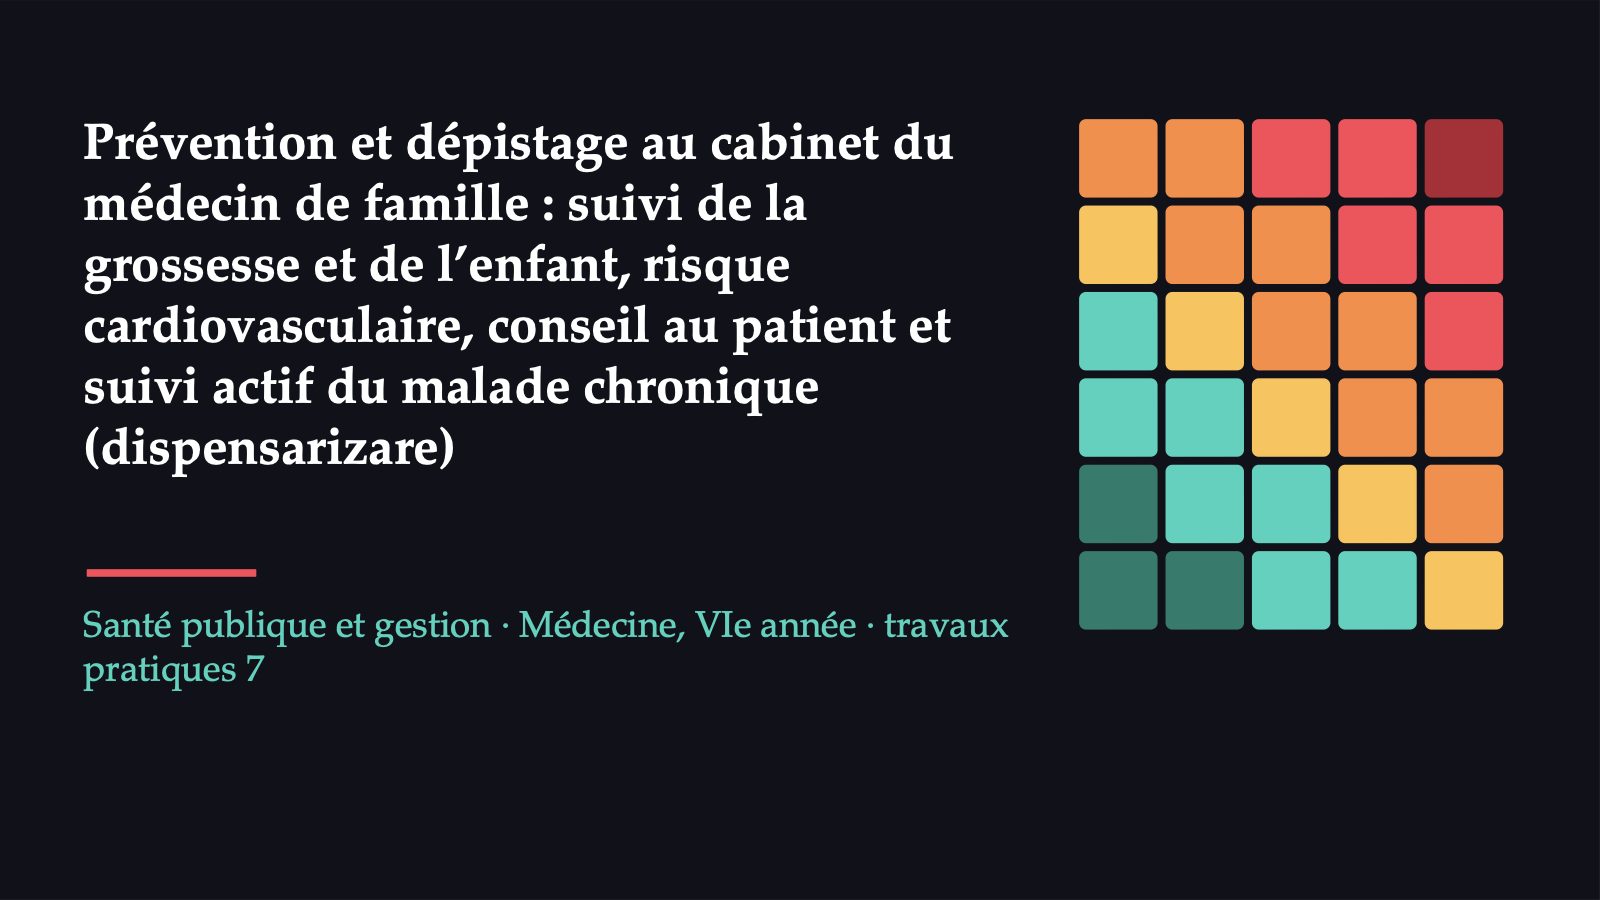 Prévention et dépistage au cabinet du
médecin de famille : suivi de la
grossesse et de l’enfant, risque
cardiovasculaire, conseil au patient et
suivi actif du malade chronique
(dispensarizare)
Santé publique et gestion · Médecine, VIe année · travaux
pratiques 7